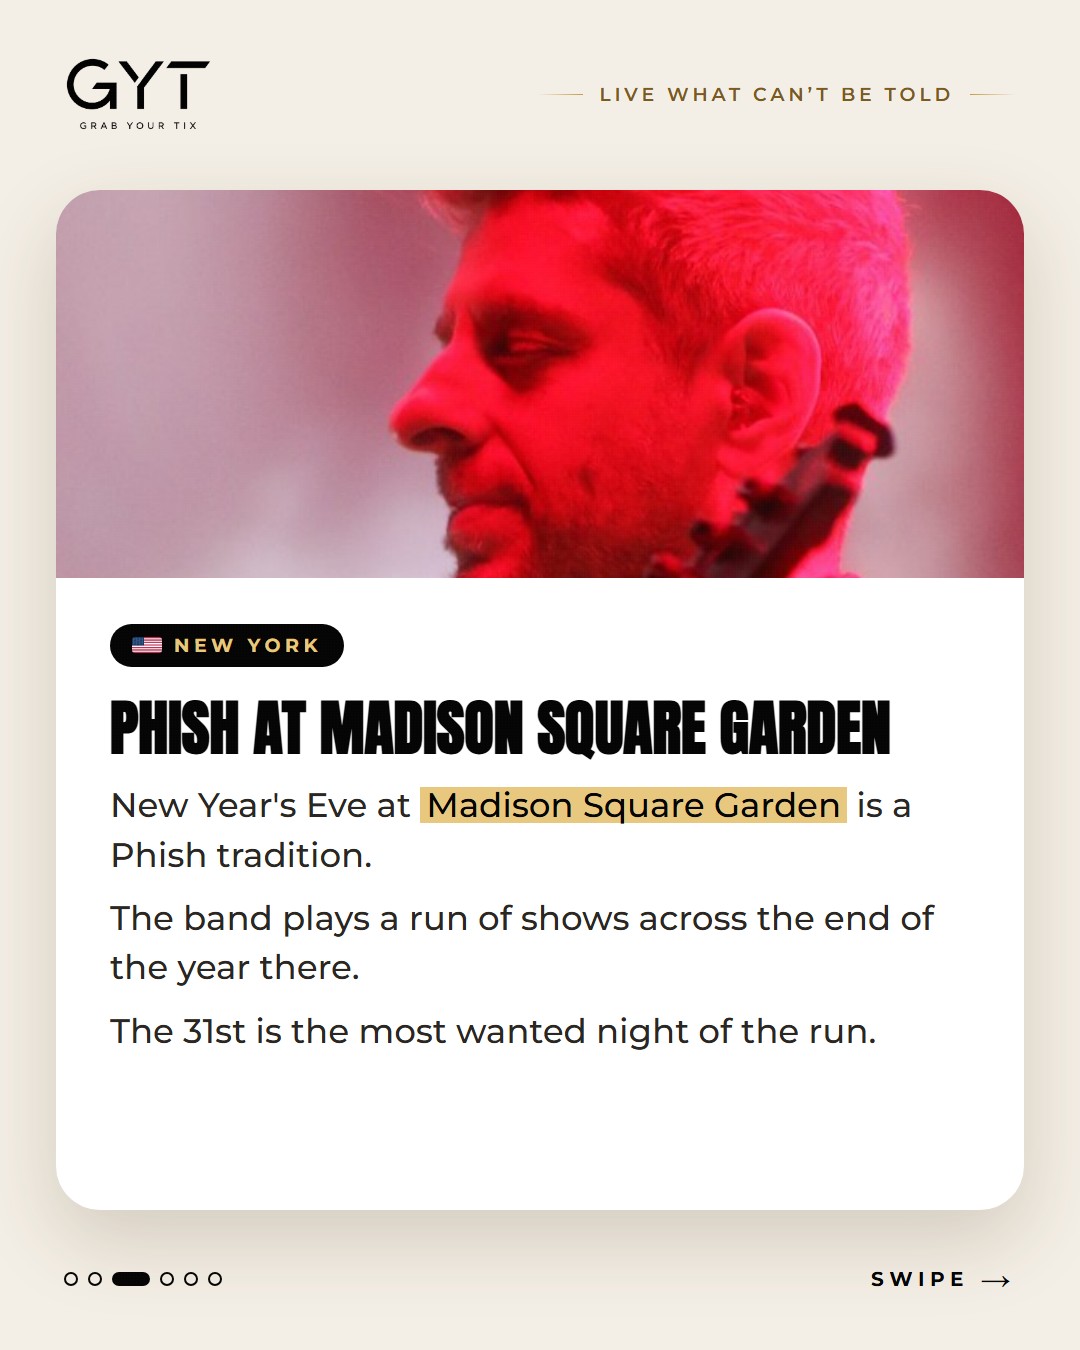 GYT
GRAB YOUR TIX
LIVE WHAT CAN’T BE TOLD
NEW YORK
PHISH AT MADISON SQUARE GARDEN
New Year's Eve at Madison Square Garden is a
Phish tradition.
The band plays a run of shows across the end of
the year there.
The 31st is the most wanted night of the run.
SWIPE →